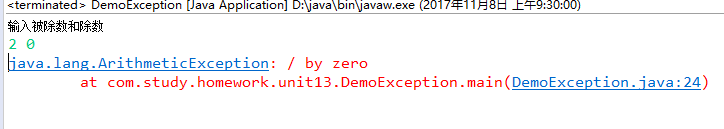 <terminated> DemoException [Java Application] D:\java\bin\javaw.exe (2017年11月8日 上午9:30:00)
输入被除数和除数
2 0
java.lang.ArithmeticException: / by zero
at com.study.homework.unit13.DemoException.main(DemoException.java:24)